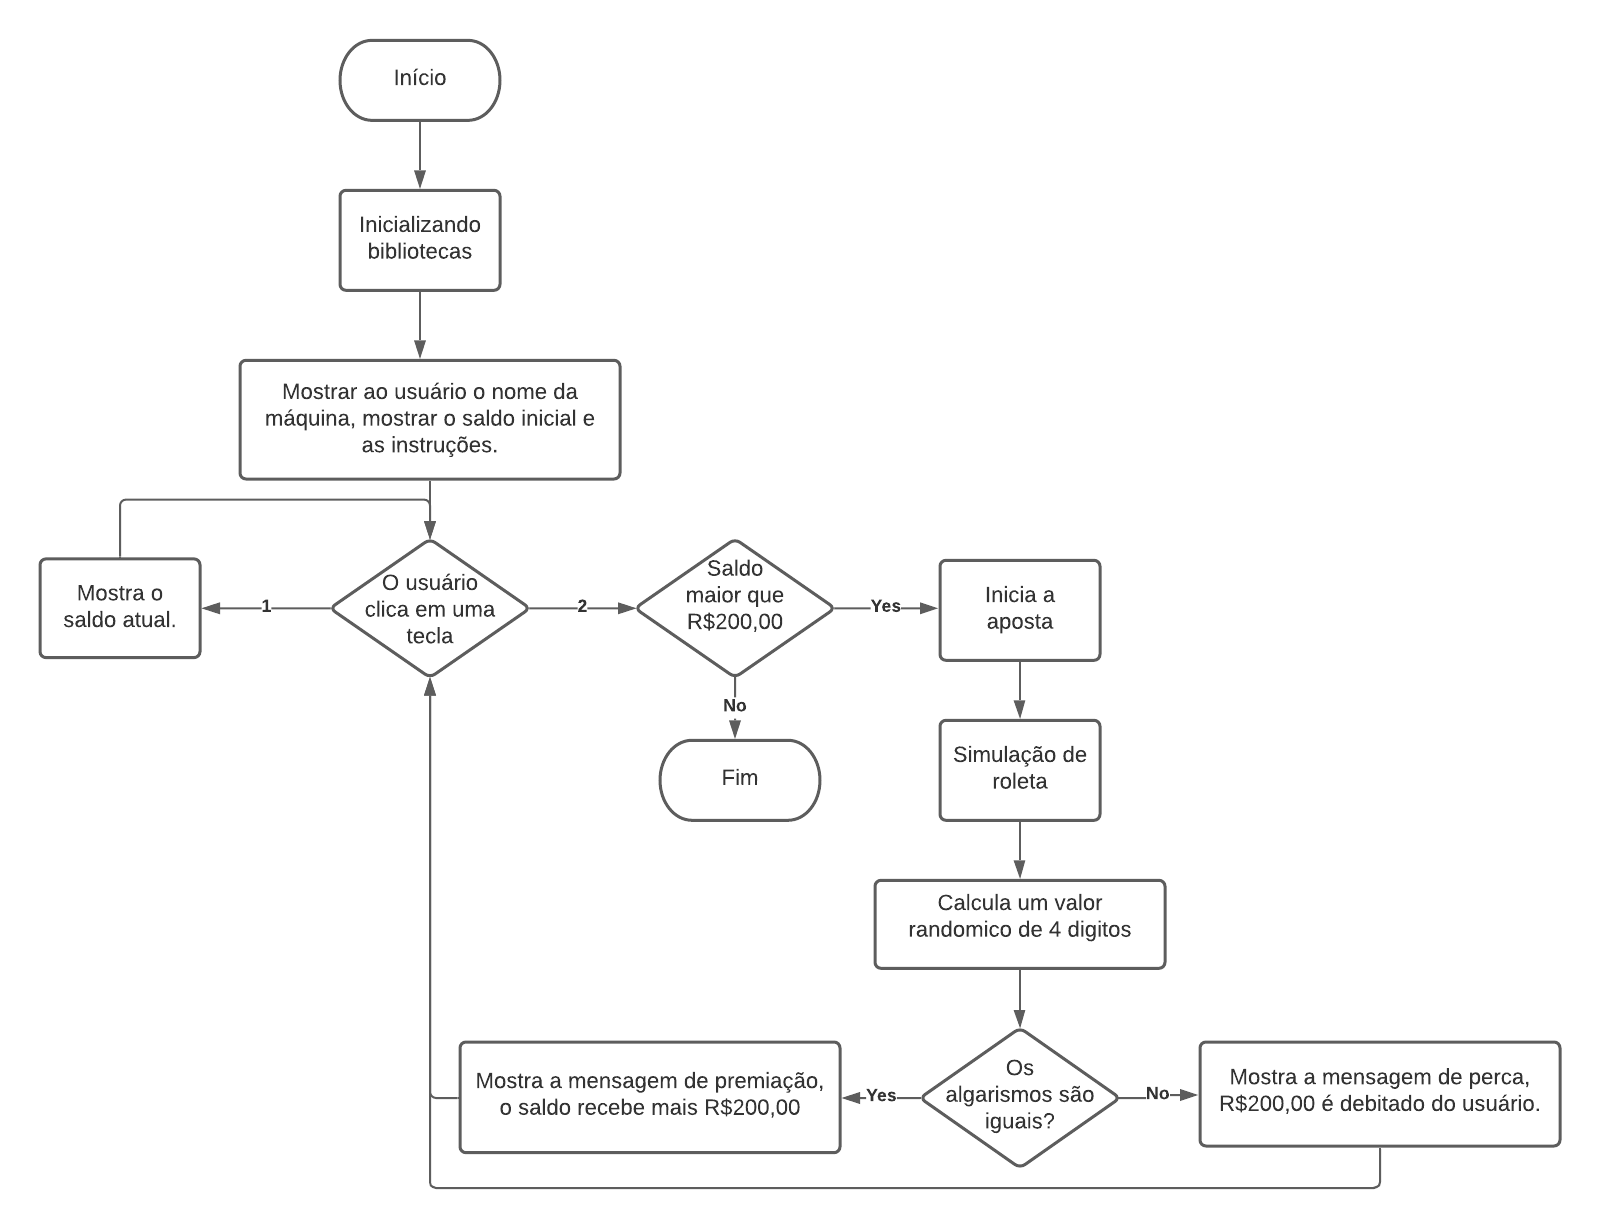 Início
Inicializando
bibliotecas
Mostrar ao usuário o nome da
máquina, mostrar o saldo inicial e
as instruções.
Mostra o
saldo atual.
1
O usuário
clica em uma
tecla
2
Saldo
maior que
R$200,00
Yes
Inicia a
aposta
No
Fim
Simulação de
roleta
Calcula um valor
randomico de 4 digitos
Mostra a mensagem de premiação,
o saldo recebe mais R$200,00
Yes
Os
algarismos são
iguais?
No
Mostra a mensagem de perca,
R$200,00 é debitado do usuário.